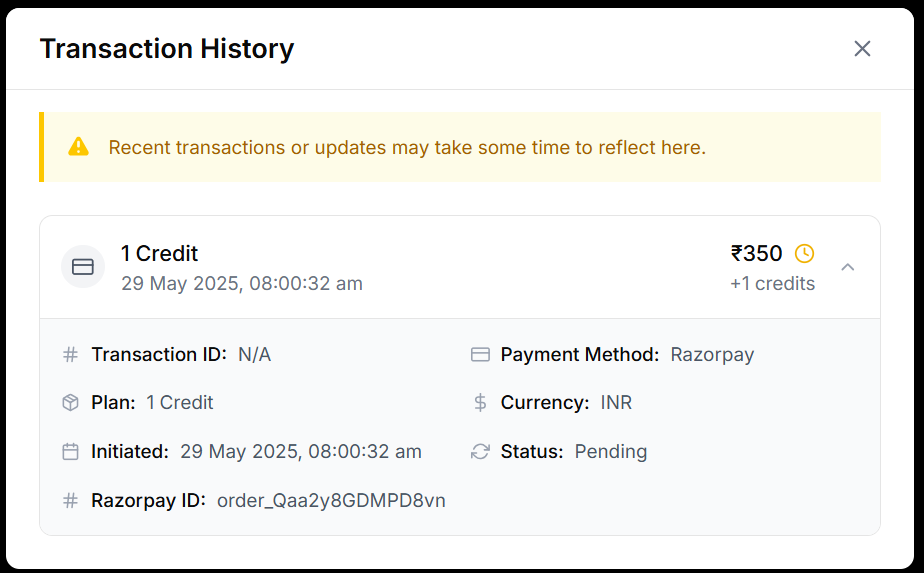 Transaction History
Recent transactions or updates may take some time to reflect here.
1 Credit
₹350
29 May 2025, 08:00:32 am
+1 credits
# Transaction ID: N/A
Payment Method: Razorpay
Plan: 1 Credit
$ Currency: INR
Initiated: 29 May 2025, 08:00:32 am
Status: Pending
# Razorpay ID: order_Qaa2y8GDMPD8vn